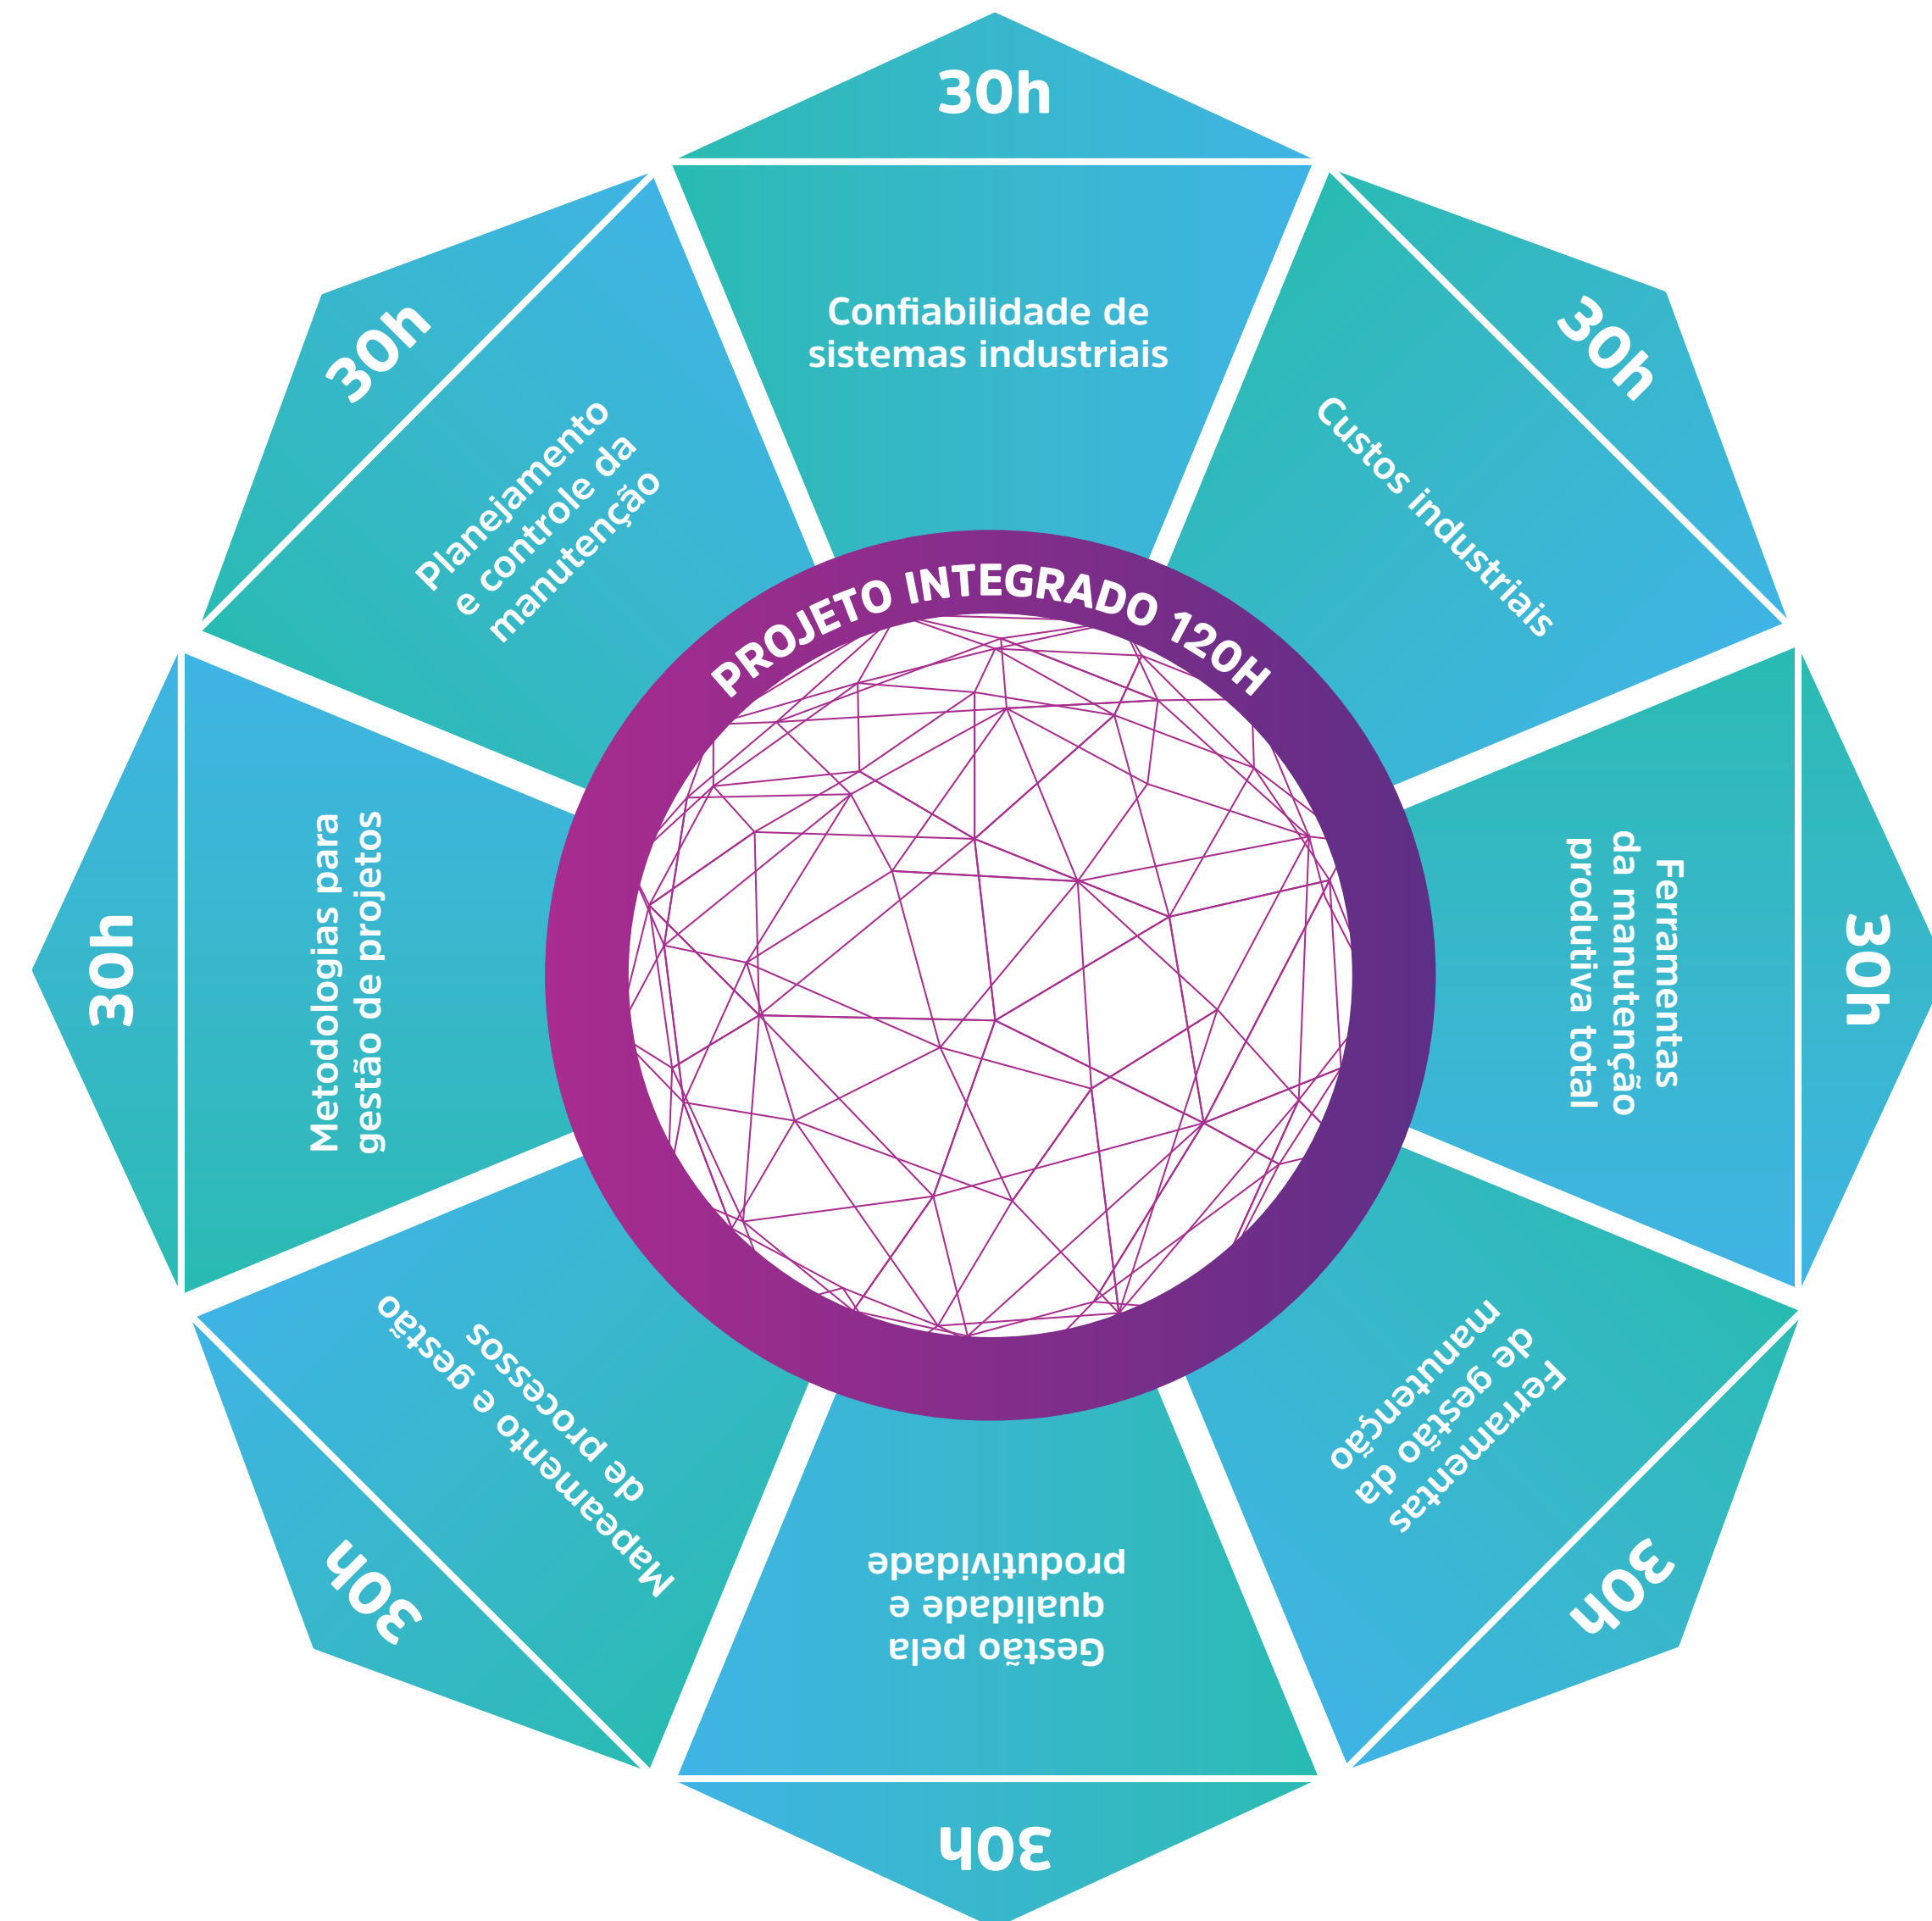 30h
Confiabilidade de
sistemas industriais
30h
Custos industriais
30h
Ferramentas
da manutenção
produtiva total
30h
Ferramentas
de gestão da
manutenção
30h
Gestão pela
qualidade e
produtividade
30h
Mapeamento e gestão
de processos
30h
Metodologias para
gestão de projetos
30h
Planejamento
e controle da
manutenção
PROJETO INTEGRADO 120H